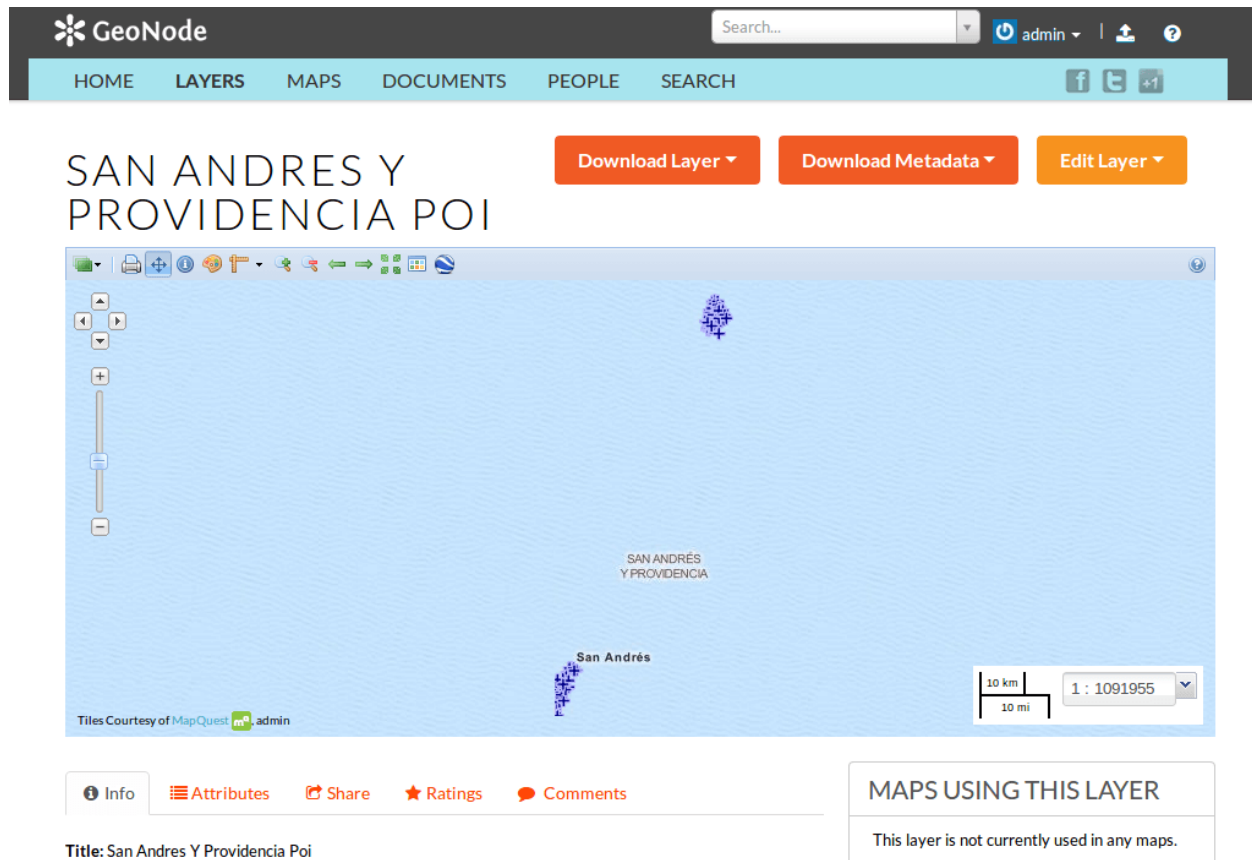 GeoNode
Search...
admin
HOME LAYERS MAPS DOCUMENTS PEOPLE SEARCH
+1
SAN ANDRES Y
PROVIDENCIA POI
Download Layer
Download Metadata
Edit Layer
SAN ANDRÉS
Y PROVIDENCIA
San Andrés
10 km
10 mi
1 : 1091955
Tiles Courtesy of MapQuest mq, admin
Info Attributes Share Ratings Comments
Title: San Andres Y Providencia Poi
MAPS USING THIS LAYER
This layer is not currently used in any maps.